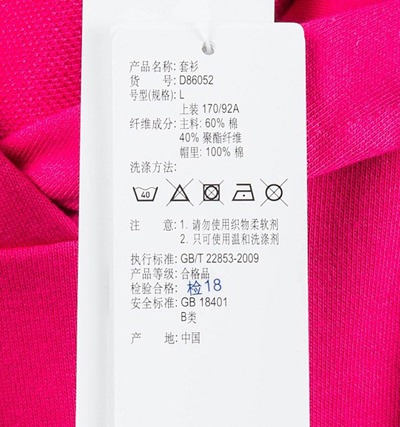 产品名称: 套衫
货 号: D86052
号型(规格): L
上装 170/92A
纤维成分: 主料: 60% 棉
40% 聚酯纤维
帽里: 100% 棉
洗涤方法:
40
注 意: 1. 请勿使用织物柔软剂
2. 只可使用温和洗涤剂
执行标准: GB/T 22853-2009
产品等级: 合格品
检验合格: 检18
安全标准: GB 18401
B类
产 地: 中国